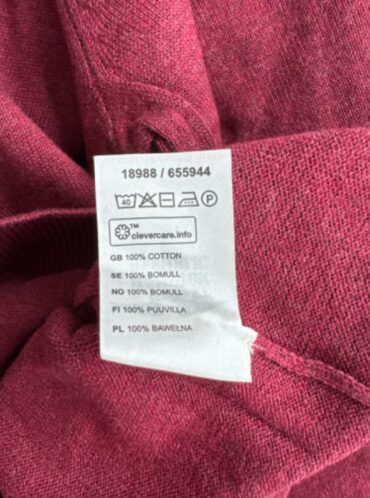 18988 / 655944
40 P
™
clevercare.info
GB 100% COTTON
SE 100% BOMULL
NO 100% BOMULL
FI 100% PUUVILLA
PL 100% BAWEŁNA